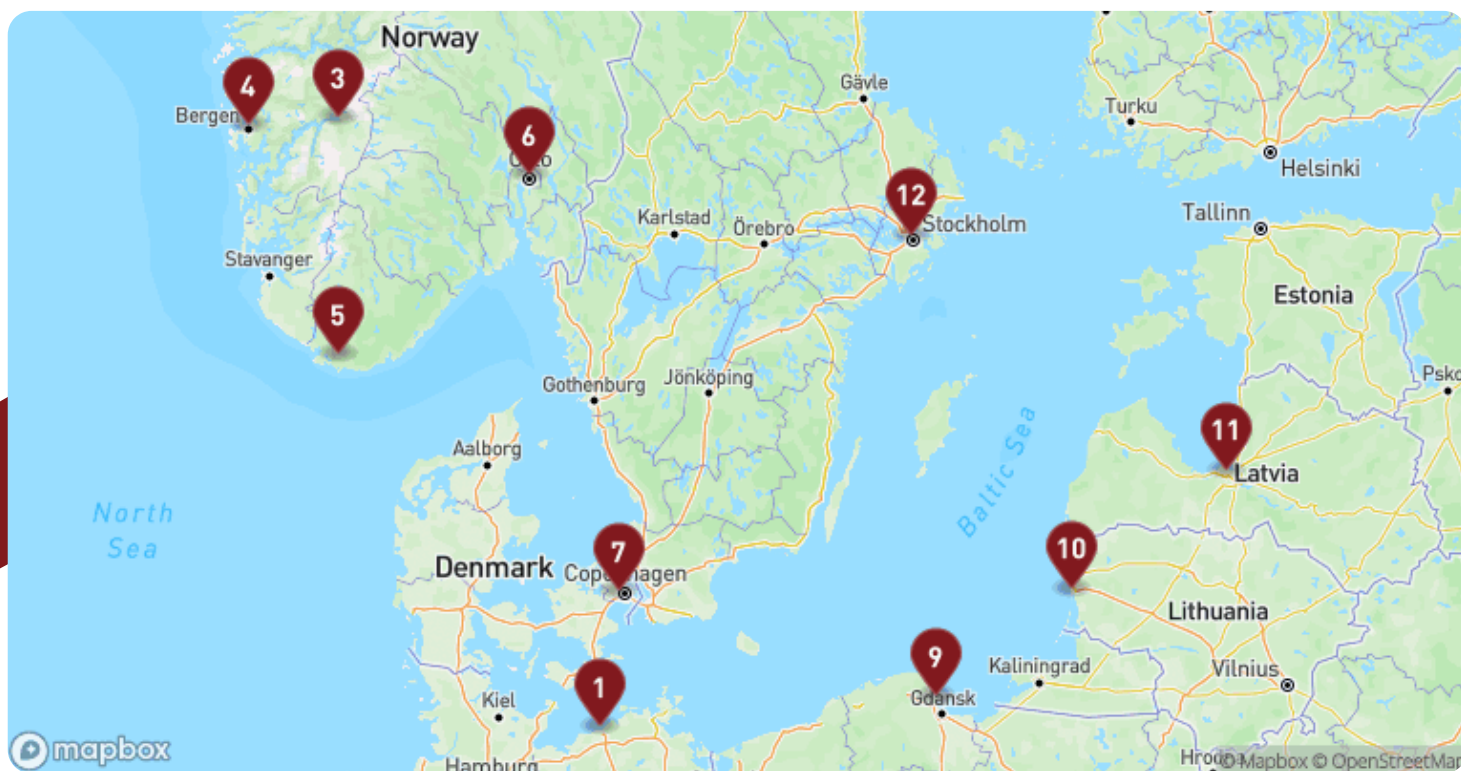 Norway
Gävle
4
3
Bergen
Turku
6
Helsinki
12
Karlstad
Örebro
Stockholm
Tallinn
Stavanger
5
Estonia
Gothenburg
Jönköping
Aalborg
11
Latvia
North
Sea
Baltic Sea
7
10
Denmark
Copenhagen
Lithuania
9
1
Kaliningrad
Vilnius
Kiel
Gdansk
mapbox
Hamburg
© Mapbox © OpenStreetMap